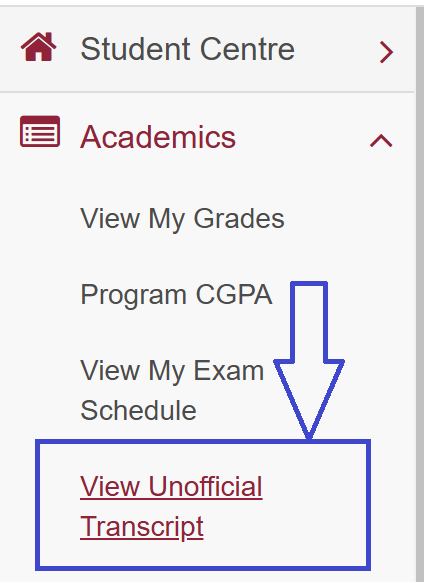 Student Centre
Academics
View My Grades
Program CGPA
View My Exam
Schedule
View Unofficial
Transcript